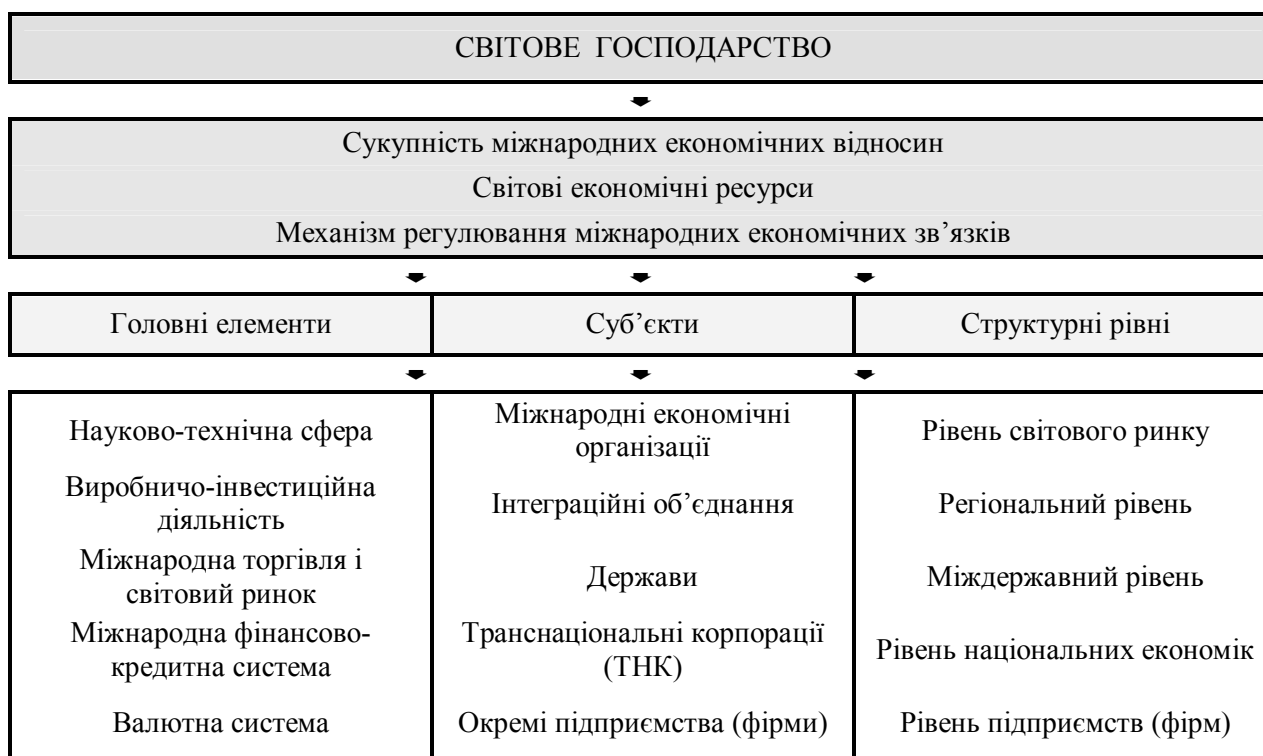 СВІТОВЕ ГОСПОДАРСТВО
Сукупність міжнародних економічних відносин
Світові економічні ресурси
Механізм регулювання міжнародних економічних зв’язків
Головні елементи
Суб’єкти
Структурні рівні
Науково-технічна сфера
Міжнародні економічні
організації
Рівень світового ринку
Виробничо-інвестиційна
діяльність
Інтеграційні об’єднання
Регіональний рівень
Міжнародна торгівля і
світовий ринок
Держави
Міждержавний рівень
Міжнародна фінансово-
кредитна система
Транснаціональні корпорації
(ТНК)
Рівень національних економік
Валютна система
Окремі підприємства (фірми)
Рівень підприємств (фірм)